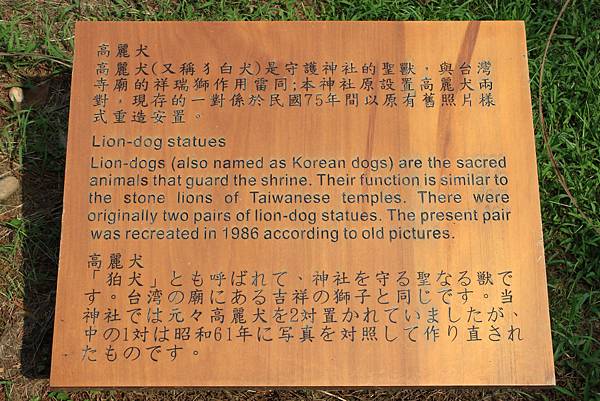 高麗犬
高麗犬(又稱犭白犬)是守護神社的聖獸，與台灣
寺廟的祥瑞獅作用雷同;本神社原設置高麗犬兩
對，現存的一對係於民國75年間以原有舊照片樣
式重造安置。
Lion-dog statues
Lion-dogs (also named as Korean dogs) are the sacred
animals that guard the shrine. Their function is similar to
the stone lions of Taiwanese temples. There were
originally two pairs of lion-dog statues. The present pair
was recreated in 1986 according to old pictures.
高麗犬
「狛犬」とも呼ばれて、神社を守る聖なる獣で
す。台湾の廟にある吉祥の獅子と同じです。当
神社では元々高麗犬を2対置かれていましたが、
中の1対は昭和61年に写真を対照して作り直され
たものです。